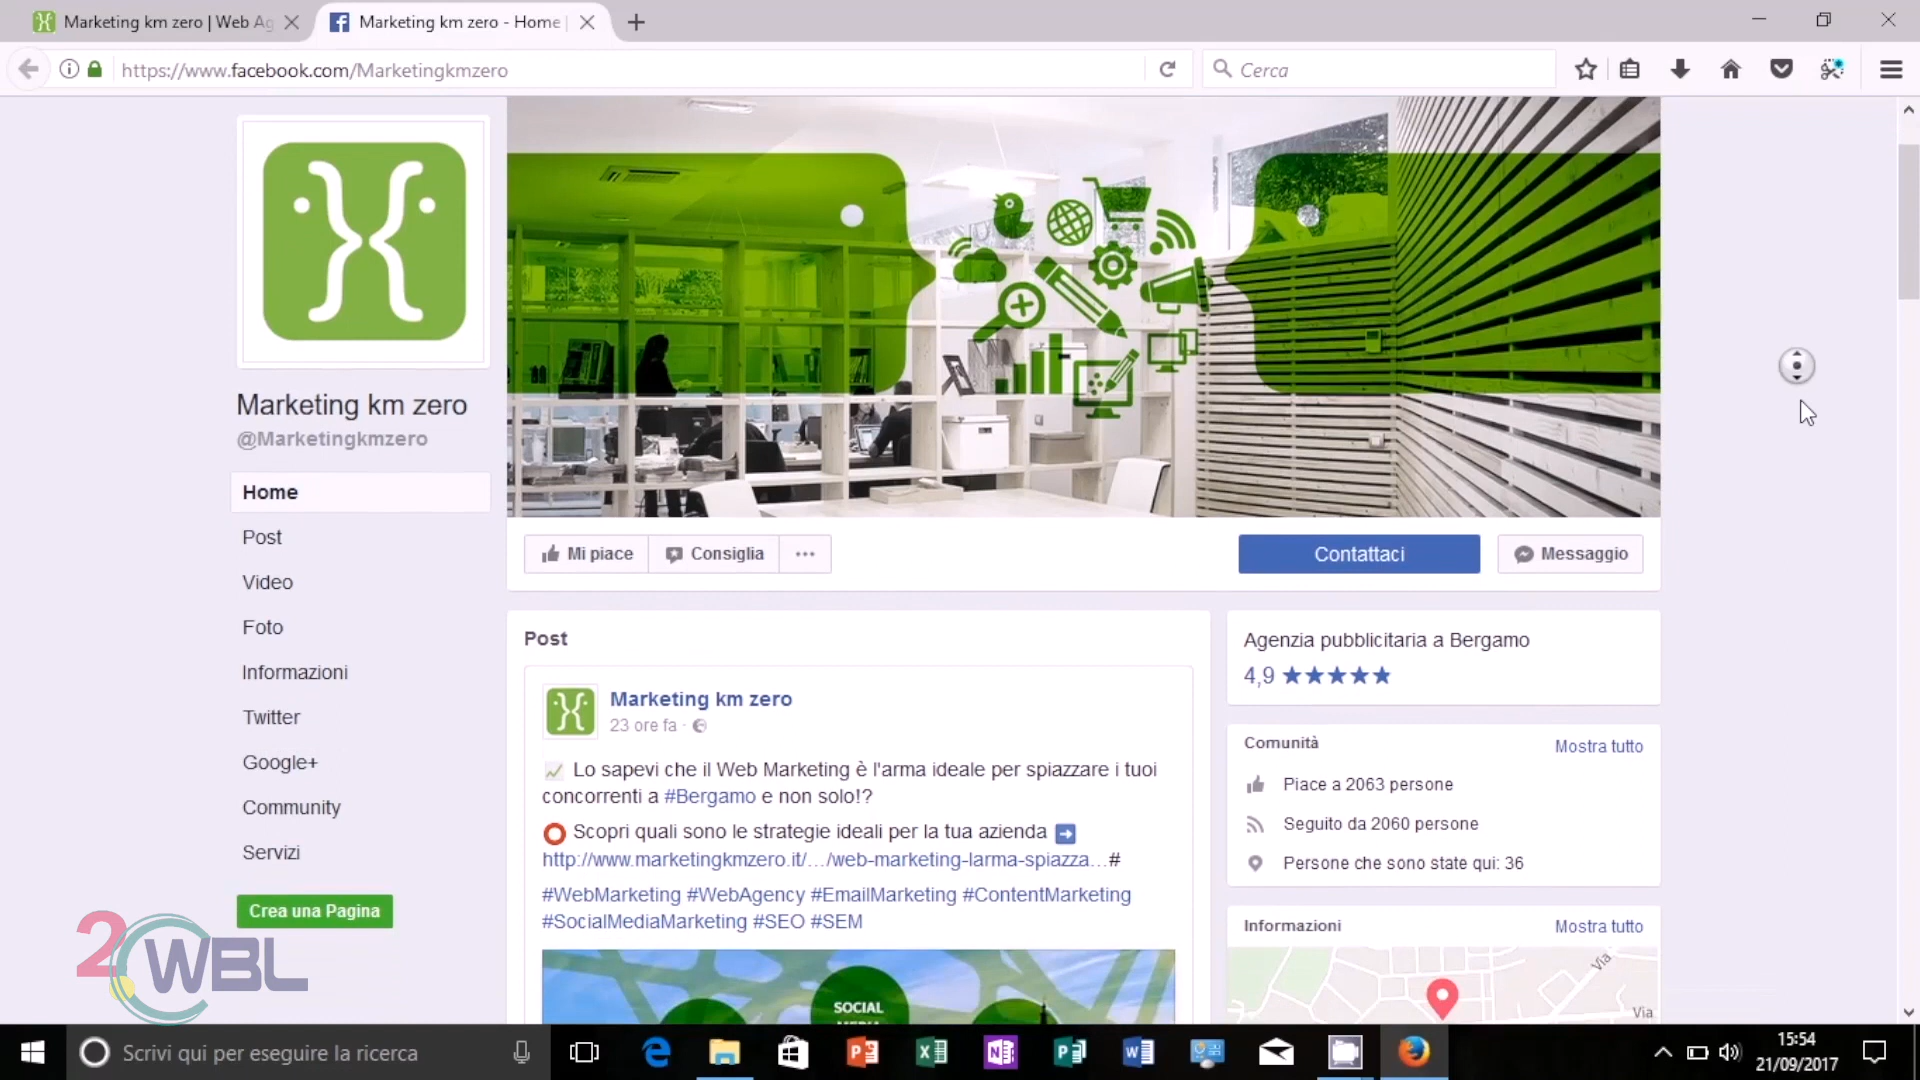 Marketing km zero | Web Ag
Marketing km zero - Home
https://www.facebook.com/Marketingkmzero
Cerca
Marketing km zero
@Marketingkmzero
Home
Post
Video
Foto
Informazioni
Twitter
Google+
Community
Servizi
Crea una Pagina
Mi piace
Consiglia
Contattaci
Messaggio
Post
Marketing km zero
23 ore fa ·
Lo sapevi che il Web Marketing è l'arma ideale per spiazzare i tuoi
concorrenti a #Bergamo e non solo!?
Scopri quali sono le strategie ideali per la tua azienda
http://www.marketingkmzero.it/…/web-marketing-larma-spiazza…#
#WebMarketing #WebAgency #EmailMarketing #ContentMarketing
#SocialMediaMarketing #SEO #SEM
SOCIAL
MEDIA
Agenzia pubblicitaria a Bergamo
4,9 ★★★★★
Comunità
Mostra tutto
Piace a 2063 persone
Seguito da 2060 persone
Persone che sono state qui: 36
Informazioni
Mostra tutto
Via
Via
2.
WBL
Scrivi qui per eseguire la ricerca
15:54
21/09/2017